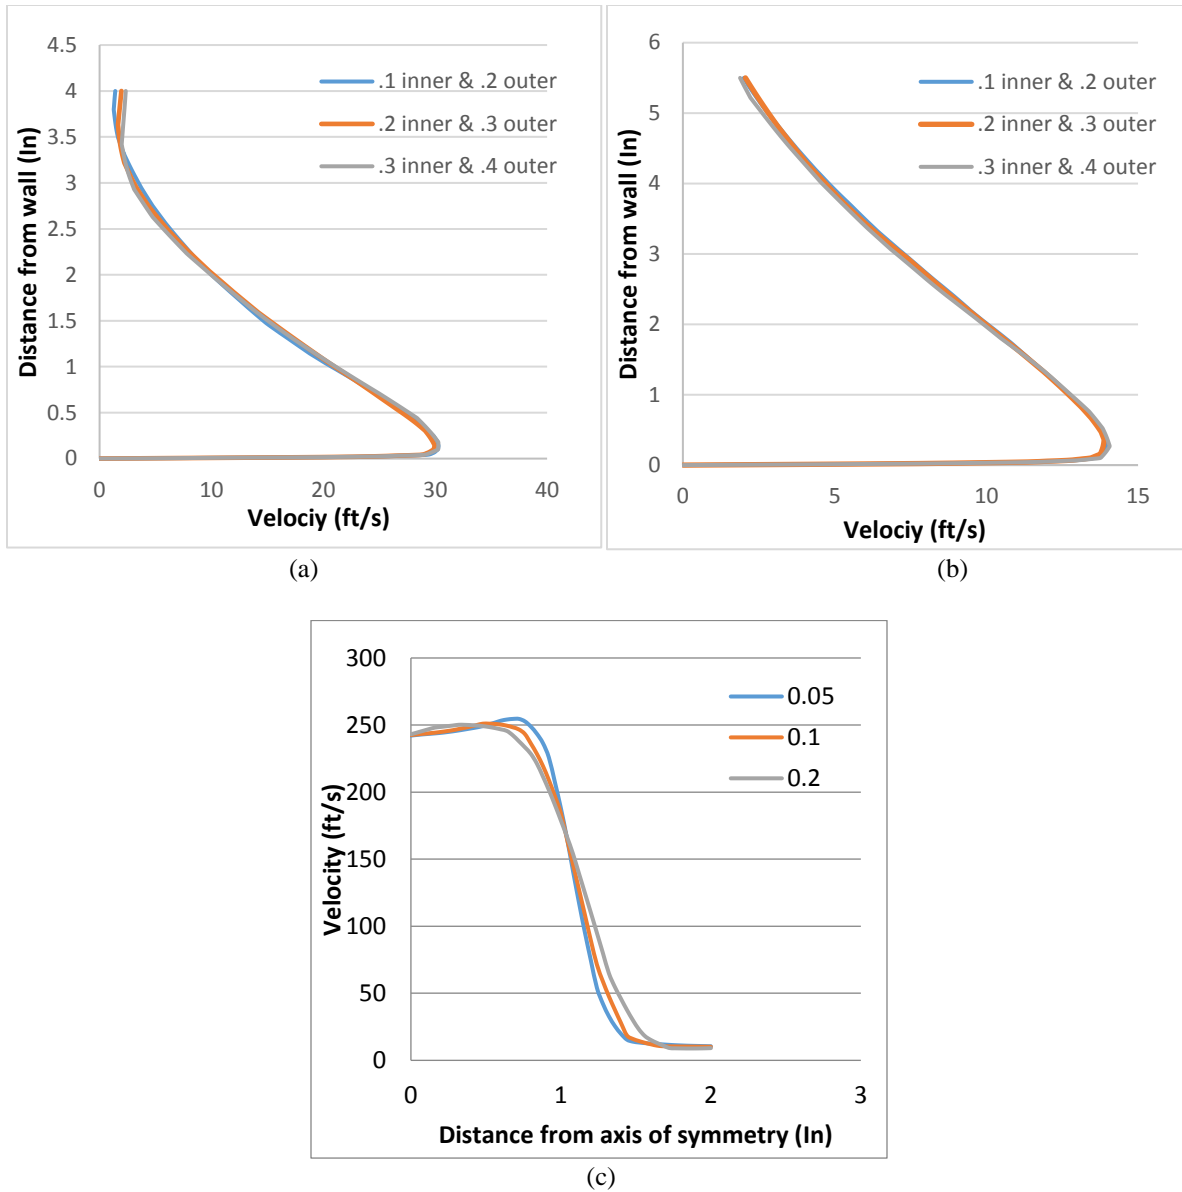 4.5
4
3.5
3
2.5
2
1.5
1
0.5
0
Distance from wall (In)
.1 inner & .2 outer
.2 inner & .3 outer
.3 inner & .4 outer
0 10 20 30 40
Velociy (ft/s)
(a)
6
5
4
3
2
1
0
Distance from wall (In)
.1 inner & .2 outer
.2 inner & .3 outer
.3 inner & .4 outer
0 5 10 15
Velociy (ft/s)
(b)
300
250
200
150
100
50
0
Velocity (ft/s)
0.05
0.1
0.2
0 1 2 3
Distance from axis of symmetry (In)
(c)